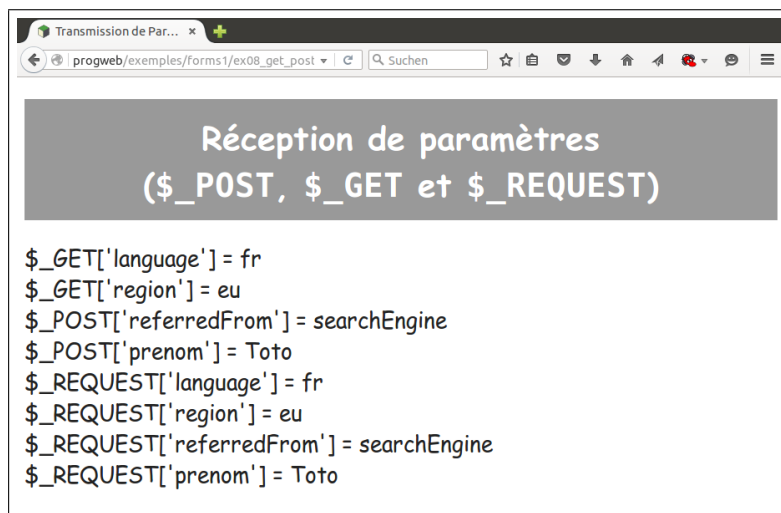 Transmission de Par...
progweb/exemples/forms1/ex08_get_post
Suchen
Réception de paramètres
($_POST, $_GET et $_REQUEST)
$_GET['language'] = fr
$_GET['region'] = eu
$_POST['referredFrom'] = searchEngine
$_POST['prenom'] = Toto
$_REQUEST['language'] = fr
$_REQUEST['region'] = eu
$_REQUEST['referredFrom'] = searchEngine
$_REQUEST['prenom'] = Toto